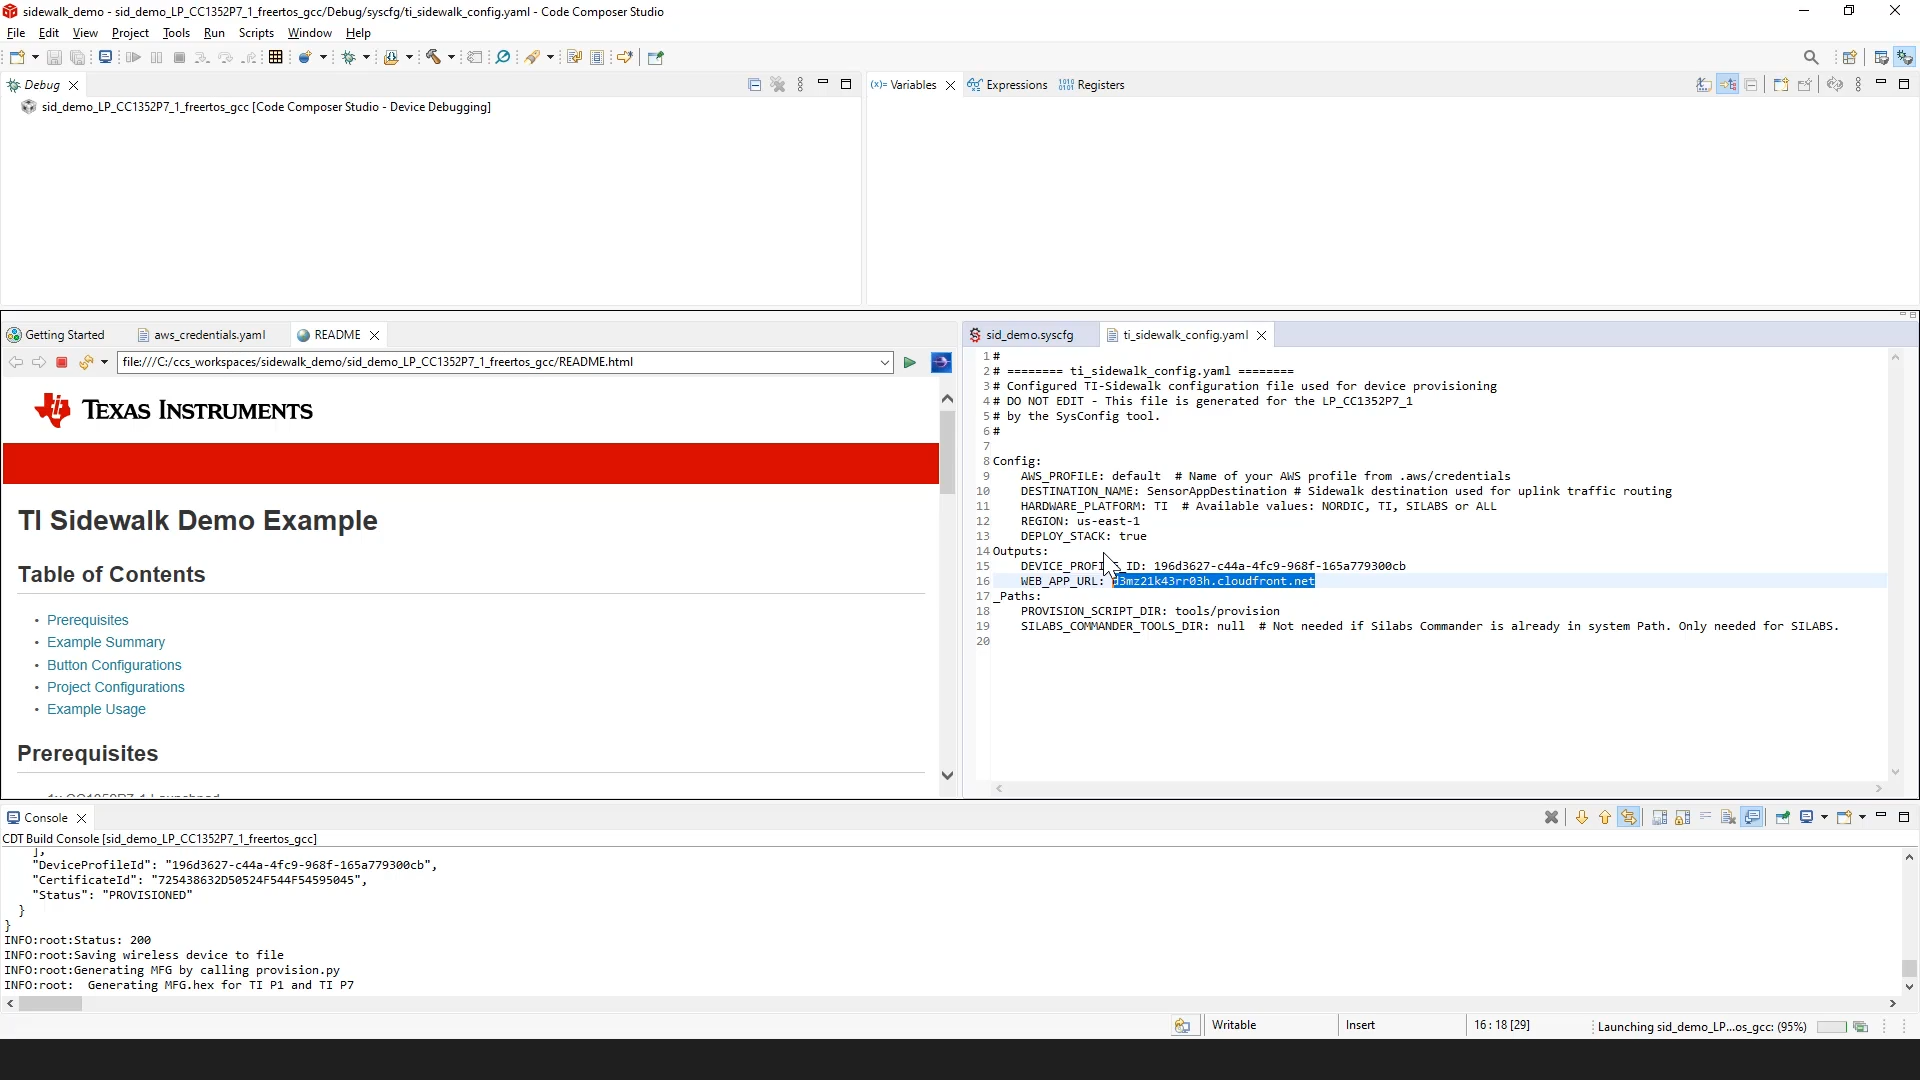 sidewalk_demo - sid_demo_LP_CC1352P7_1_freertos_gcc/Debug/syscfg/ti_sidewalk_config.yaml - Code Composer Studio
File Edit View Project Tools Run Scripts Window Help
Debug
sid_demo_LP_CC1352P7_1_freertos_gcc [Code Composer Studio - Device Debugging]
(x)= Variables Expressions Registers
Getting Started aws_credentials.yaml README
file:///C:/ccs_workspaces/sidewalk_demo/sid_demo_LP_CC1352P7_1_freertos_gcc/README.html
TEXAS INSTRUMENTS
TI Sidewalk Demo Example
Table of Contents
• Prerequisites
• Example Summary
• Button Configurations
• Project Configurations
• Example Usage
Prerequisites
sid_demo.syscfg ti_sidewalk_config.yaml
1 #
2 # ======== ti_sidewalk_config.yaml ========
3 # Configured TI-Sidewalk configuration file used for device provisioning
4 # DO NOT EDIT - This file is generated for the LP_CC1352P7_1
5 # by the SysConfig tool.
6 #
7
8 Config:
9 AWS_PROFILE: default # Name of your AWS profile from .aws/credentials
10 DESTINATION_NAME: SensorAppDestination # Sidewalk destination used for uplink traffic routing
11 HARDWARE_PLATFORM: TI # Available values: NORDIC, TI, SILABS or ALL
12 REGION: us-east-1
13 DEPLOY_STACK: true
14 Outputs:
15 DEVICE_PROFI _ID: 196d3627-c44a-4fc9-968f-165a779300cb
16 WEB_APP_URL: d3mz21k43rr03h.cloudfront.net
17 _Paths:
18 PROVISION_SCRIPT_DIR: tools/provision
19 SILABS_COMMANDER_TOOLS_DIR: null # Not needed if Silabs Commander is already in system Path. Only needed for SILABS.
20
Console
CDT Build Console [sid_demo_LP_CC1352P7_1_freertos_gcc]
],
"DeviceProfileId": "196d3627-c44a-4fc9-968f-165a779300cb",
"CertificateId": "725438632D50524F544F54595045",
"Status": "PROVISIONED"
}
}
INFO:root:Status: 200
INFO:root:Saving wireless device to file
INFO:root:Generating MFG by calling provision.py
INFO:root: Generating MFG.hex for TI P1 and TI P7
Writable Insert 16 : 18 [29] Launching sid_demo_LP...os_gcc: (95%)